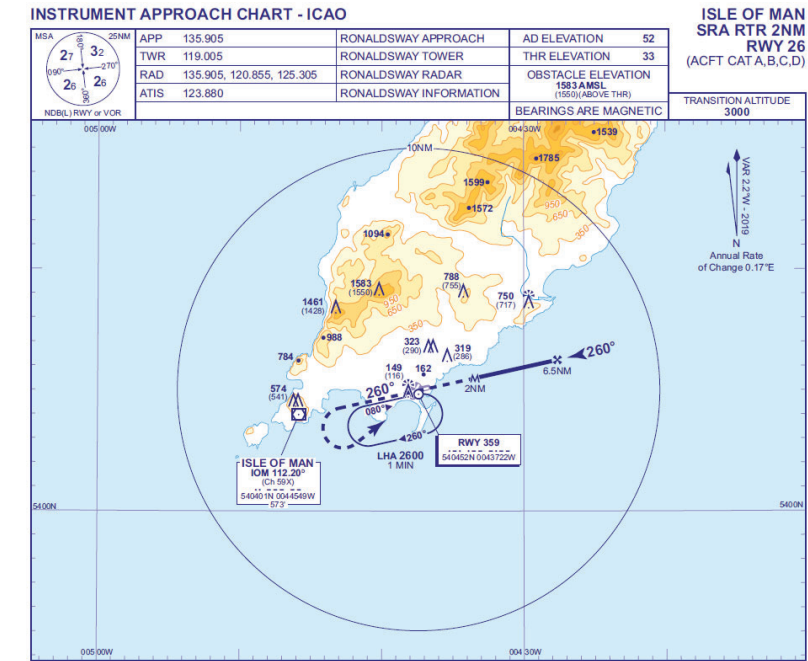 INSTRUMENT APPROACH CHART - ICAO
ISLE OF MAN
SRA RTR 2NM
RWY 26
(ACFT CAT A,B,C,D)
MSA 25NM
180°
27 32
090° 270°
26 26
360°
NDB(L) RWY or VOR
APP 135.905 RONALDSWAY APPROACH
TWR 119.005 RONALDSWAY TOWER
RAD 135.905, 120.855, 125.305 RONALDSWAY RADAR
ATIS 123.880 RONALDSWAY INFORMATION
AD ELEVATION 52
THR ELEVATION 33
OBSTACLE ELEVATION
1583 AMSL
(1550)(ABOVE THR)
BEARINGS ARE MAGNETIC
TRANSITION ALTITUDE
3000
005 00W
004 30W
10NM
1539
1785
1599
1572
950
650
350
VAR 2.2°W - 2019
N
Annual Rate
of Change 0.17°E
1094
1583
(1550)
788
(755)
750
(717)
1461
(1428)
950
650
350
988
323
(290)
319
(286)
784
149
(116)
162
260°
6.5NM
2NM
574
(541)
260°
080°
260°
LHA 2600
1 MIN
RWY 359
540452N 0043722W
ISLE OF MAN
IOM 112.20°
(Ch 59X)
540401N 0044549W
573'
5400N
5400N
005 00W
004 30W